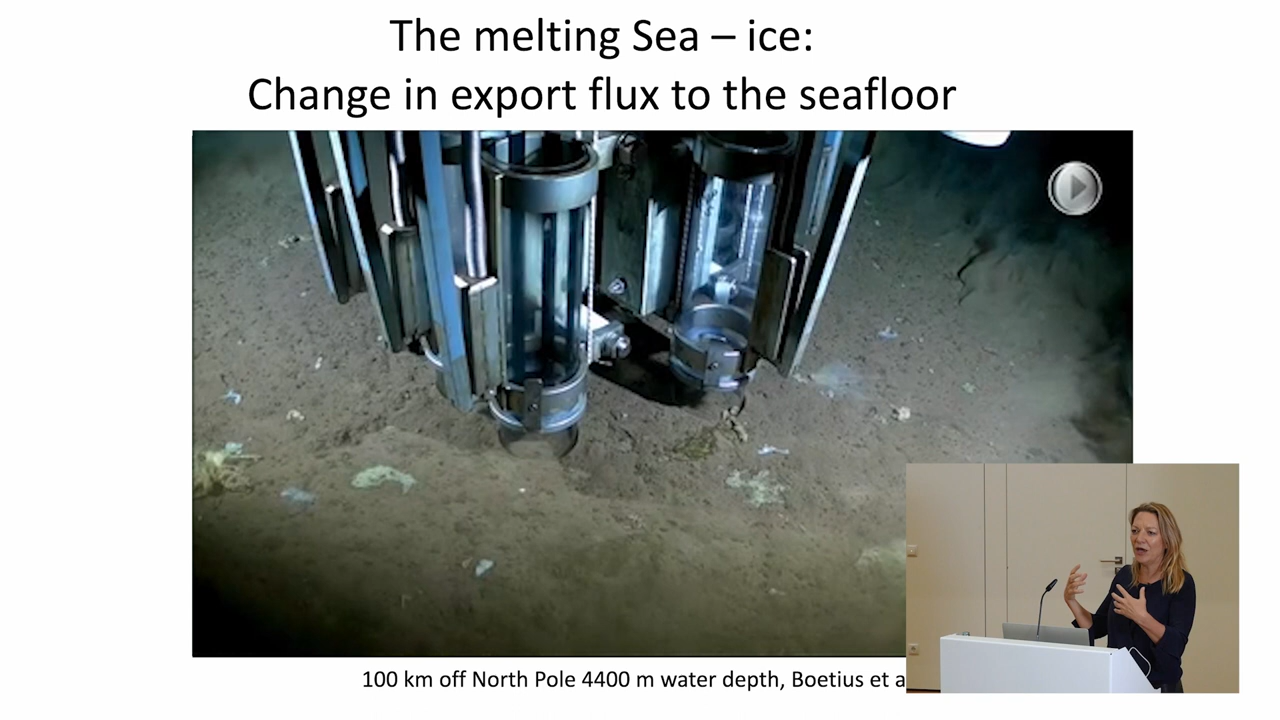 The melting Sea – ice:
Change in export flux to the seafloor
100 km off North Pole 4400 m water depth, Boetius et a